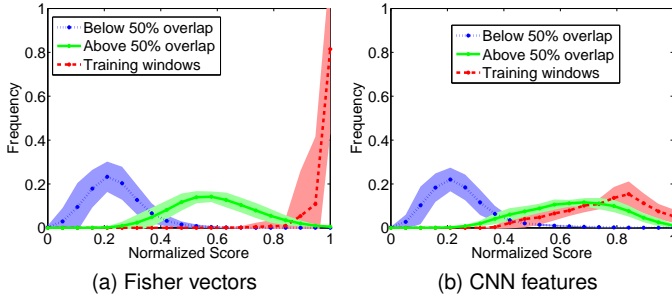 1
0.8
0.6
0.4
0.2
0
Frequency
0 0.2 0.4 0.6 0.8 1
Normalized Score
Below 50% overlap
Above 50% overlap
Training windows
(a) Fisher vectors
1
0.8
0.6
0.4
0.2
0
Frequency
0 0.2 0.4 0.6 0.8
Normalized Score
Below 50% overlap
Above 50% overlap
Training windows
(b) CNN features